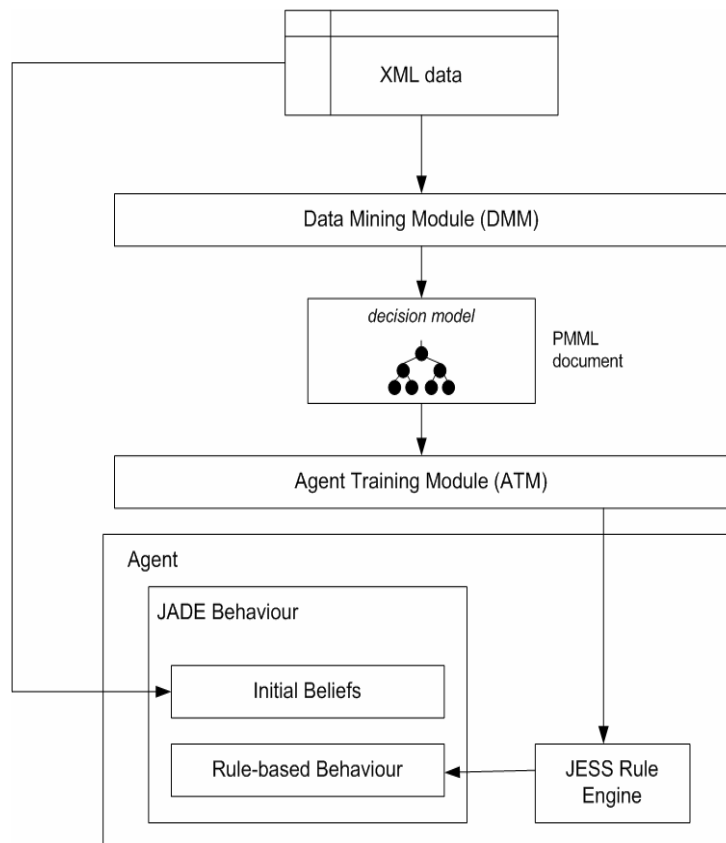 XML data
Data Mining Module (DMM)
decision model
PMML
document
Agent Training Module (ATM)
Agent
JADE Behaviour
Initial Beliefs
Rule-based Behaviour
JESS Rule
Engine